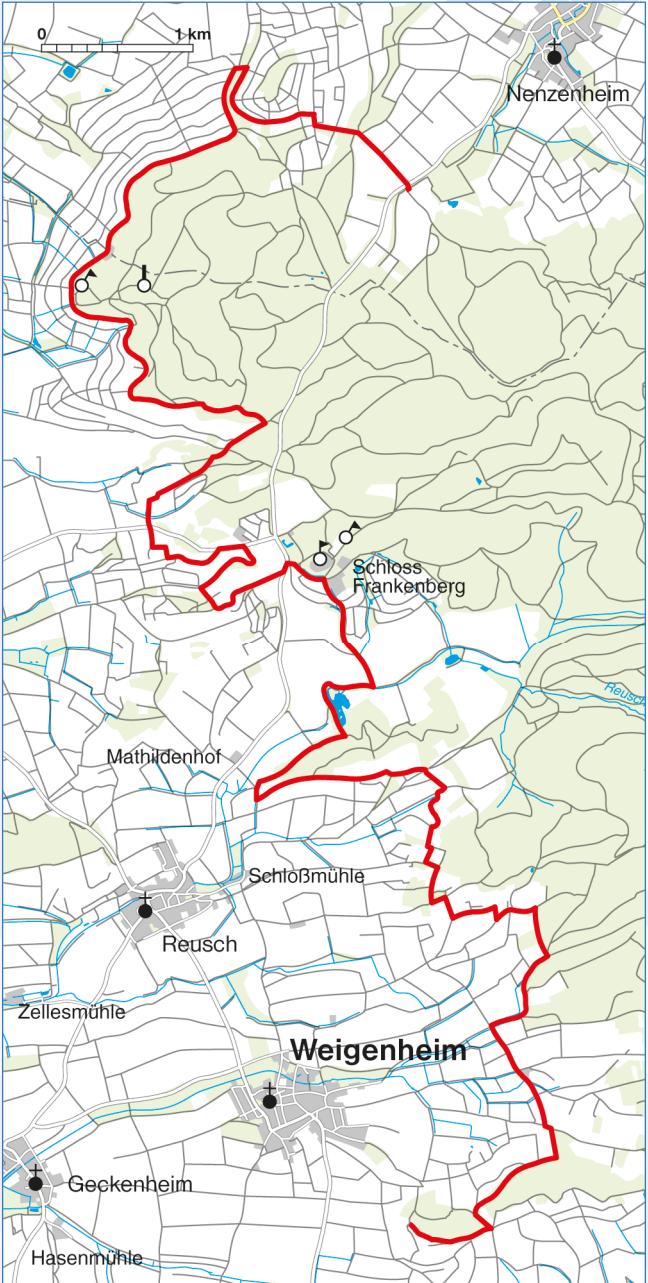 0 1 km
Nenzenheim
Schloss
Frankenberg
Reusch
Mathildenhof
Schloßmühle
Reusch
Zellesmühle
Weigenheim
Geckenheim
Hasenmühle